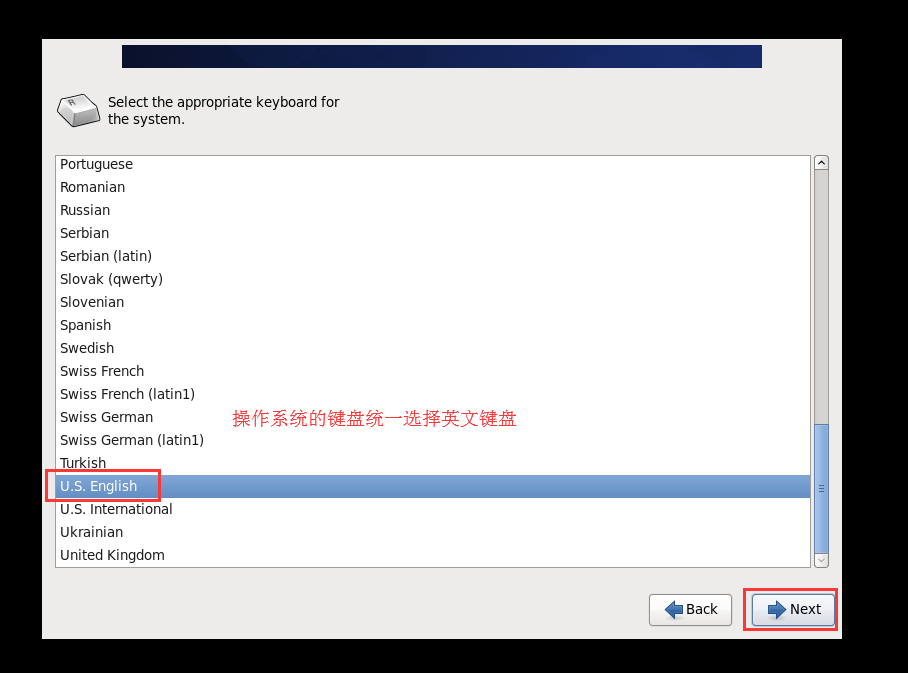 Select the appropriate keyboard for
the system.
Portuguese
Romanian
Russian
Serbian
Serbian (latin)
Slovak (qwerty)
Slovenian
Spanish
Swedish
Swiss French
Swiss French (latin1)
Swiss German
操作系统的键盘统一选择英文键盘
Swiss German (latin1)
Turkish
U.S. English
U.S. International
Ukrainian
United Kingdom
Back
Next